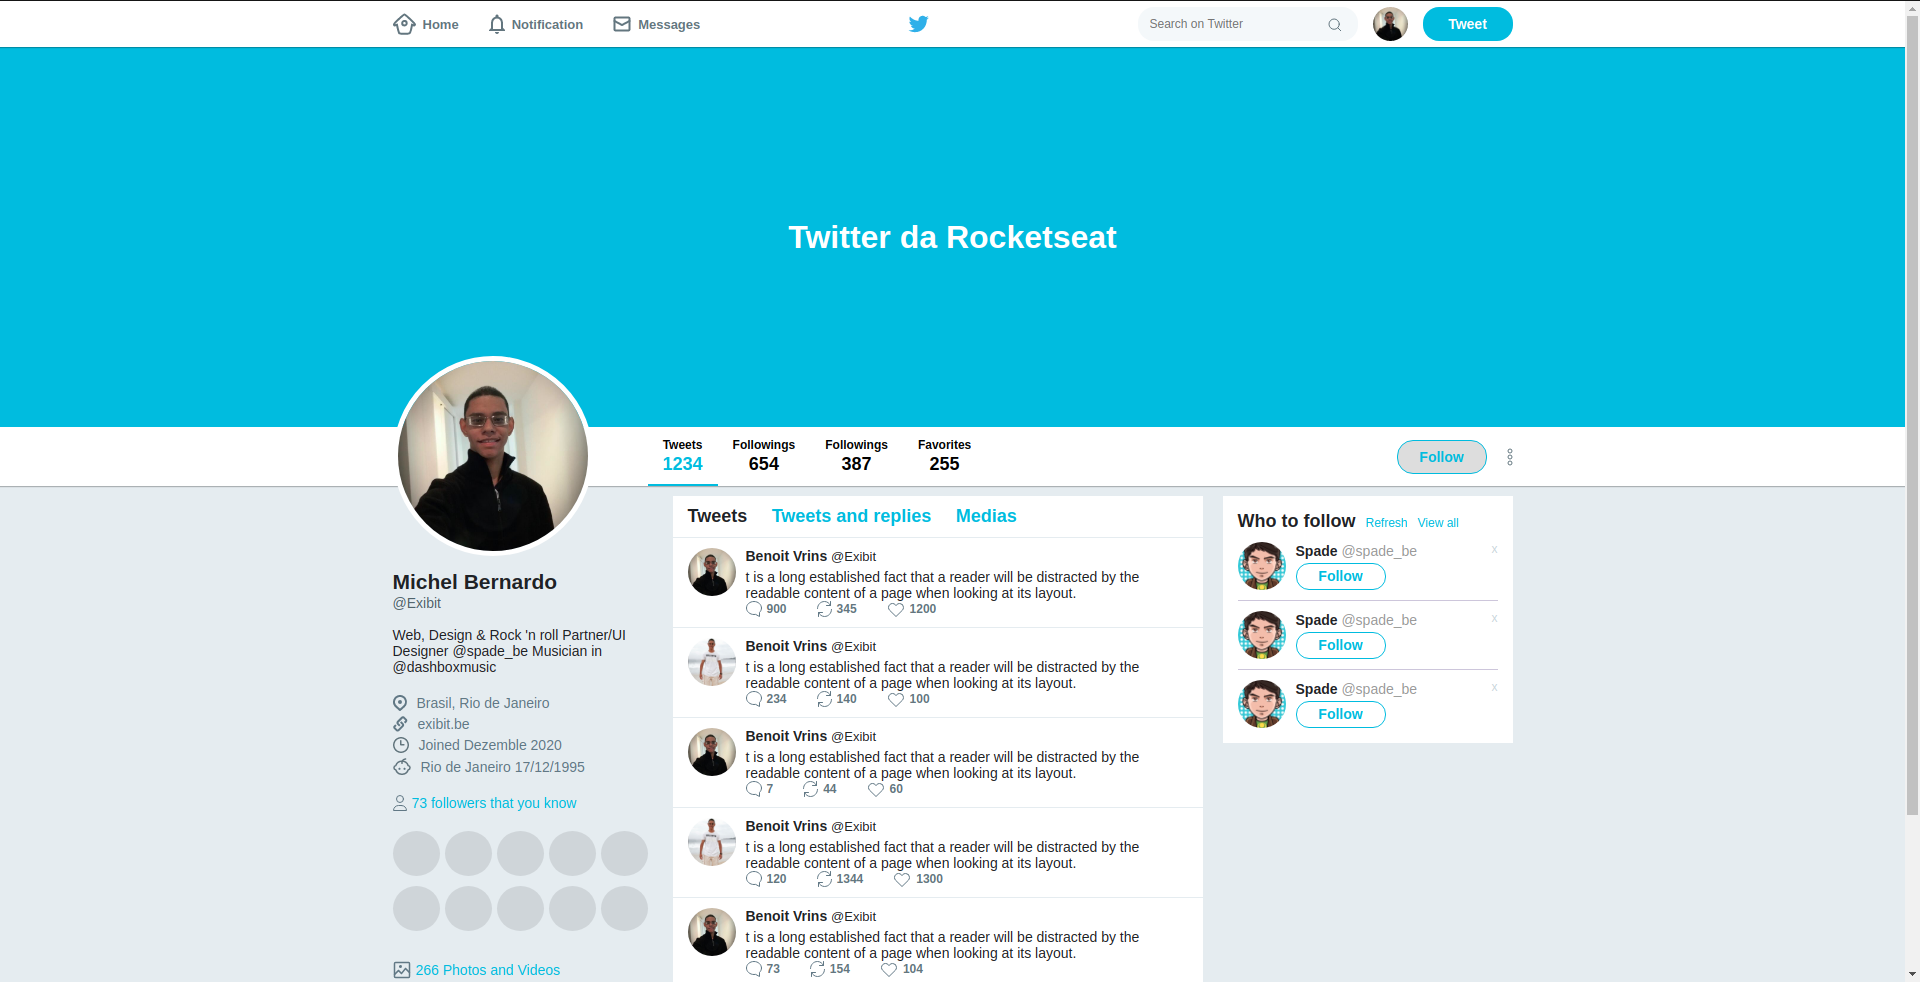 Home
Notification
Messages
Search on Twitter
Tweet
Twitter da Rocketseat
Tweets
1234
Followings
654
Followings
387
Favorites
255
Follow
Michel Bernardo
@Exibit
Web, Design & Rock 'n roll Partner/UI
Designer @spade_be Musician in
@dashboxmusic
Brasil, Rio de Janeiro
exibit.be
Joined Dezemble 2020
Rio de Janeiro 17/12/1995
73 followers that you know
266 Photos and Videos
Tweets Tweets and replies Medias
Benoit Vrins @Exibit
t is a long established fact that a reader will be distracted by the
readable content of a page when looking at its layout.
900 345 1200
Benoit Vrins @Exibit
t is a long established fact that a reader will be distracted by the
readable content of a page when looking at its layout.
234 140 100
Benoit Vrins @Exibit
t is a long established fact that a reader will be distracted by the
readable content of a page when looking at its layout.
7 44 60
Benoit Vrins @Exibit
t is a long established fact that a reader will be distracted by the
readable content of a page when looking at its layout.
120 1344 1300
Benoit Vrins @Exibit
t is a long established fact that a reader will be distracted by the
readable content of a page when looking at its layout.
73 154 104
Who to follow Refresh View all
Spade @spade_be x
Follow
Spade @spade_be x
Follow
Spade @spade_be x
Follow